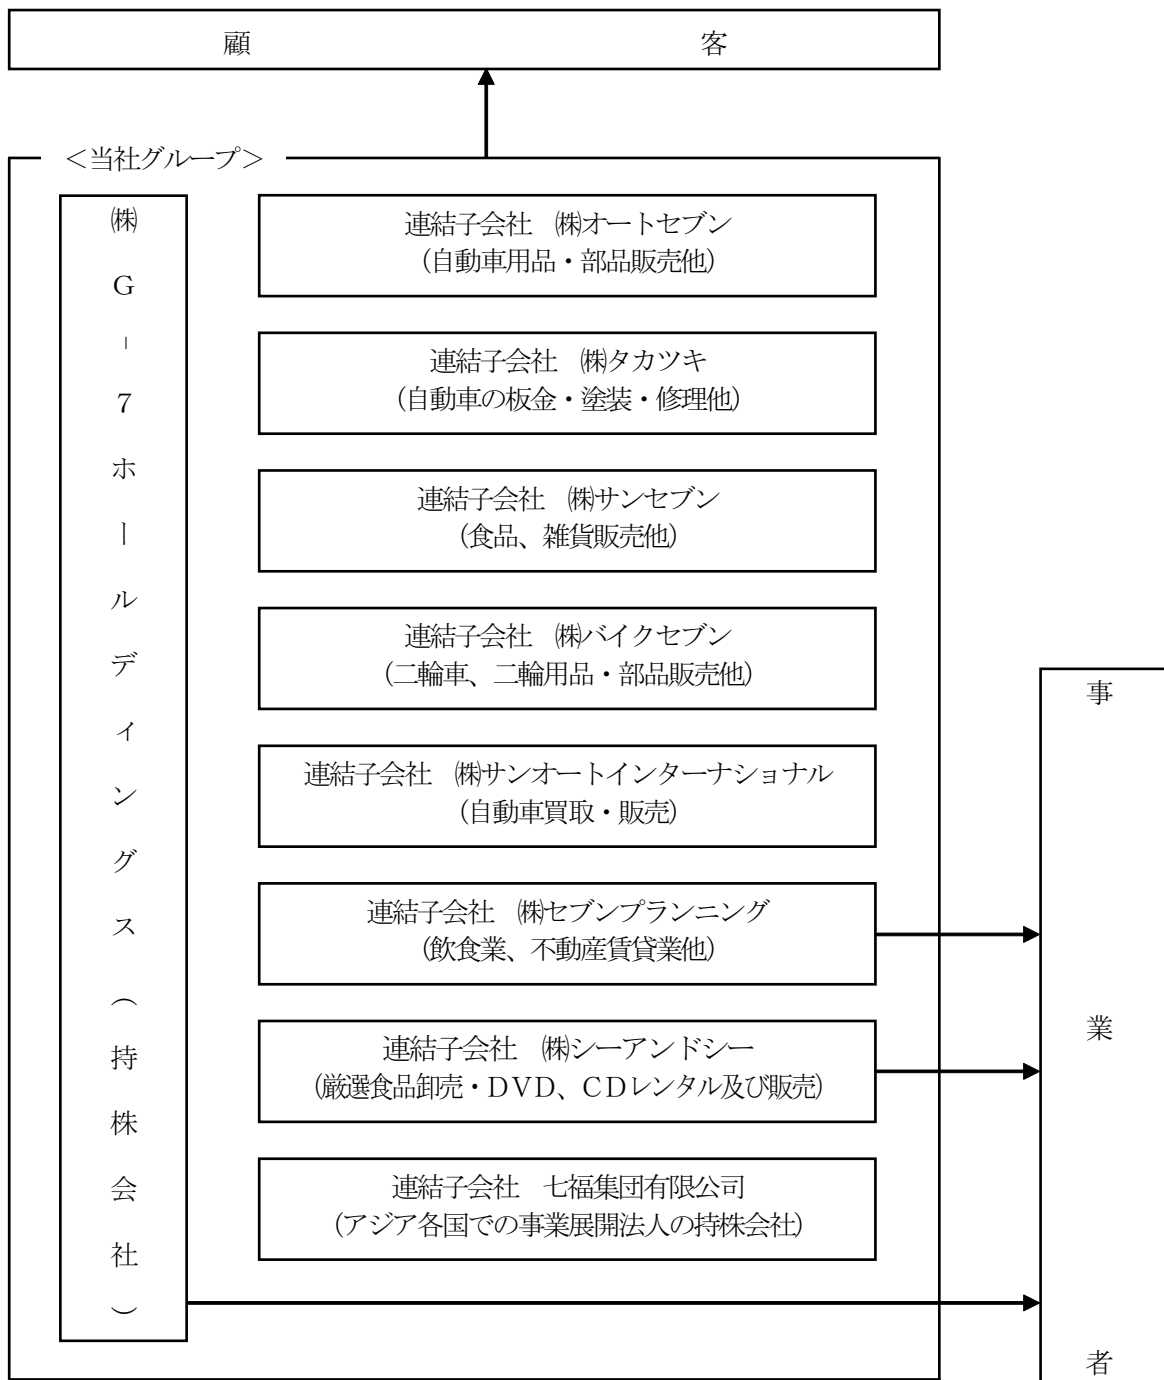 顧　客
＜当社グループ＞
㈱Ｇ－７ホールディングス（持株会社）
連結子会社　㈱オートセブン
（自動車用品・部品販売他）
連結子会社　㈱タカツキ
（自動車の板金・塗装・修理他）
連結子会社　㈱サンセブン
（食品、雑貨販売他）
連結子会社　㈱バイクセブン
（二輪車、二輪用品・部品販売他）
連結子会社　㈱サンオートインターナショナル
（自動車買取・販売）
連結子会社　㈱セブンプランニング
（飲食業、不動産賃貸業他）
連結子会社　㈱シーアンドシー
（厳選食品卸売・ＤＶＤ、ＣＤレンタル及び販売）
連結子会社　七福集団有限公司
（アジア各国での事業展開法人の持株会社）
事業者